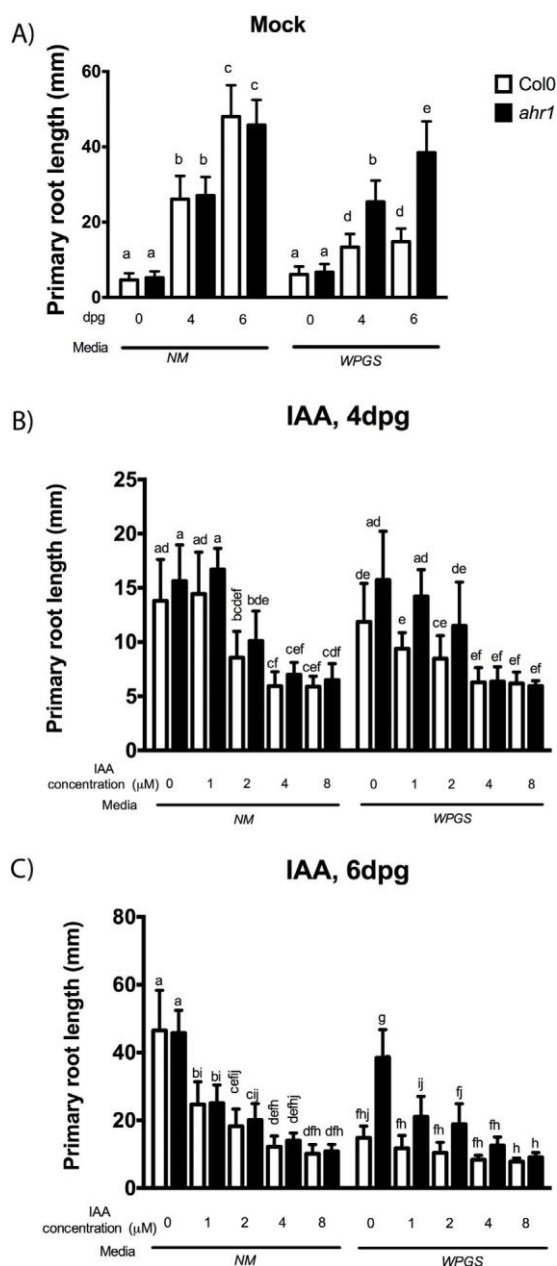 A)
Mock
Primary root length (mm)
60
40
20
0
a a b b c c a a d b d e
Col0
ahr1
dpg 0 4 6 0 4 6
Media
NM WPGS
B)
IAA, 4dpg
Primary root length (mm)
25
20
15
10
5
0
ad a ad a bcdef bde cf cef cef cdf de ad e ad ce de ef ef ef ef
IAA
concentration (μM) 0 1 2 4 8 0 1 2 4 8
Media
NM WPGS
C)
IAA, 6dpg
Primary root length (mm)
80
60
40
20
0
a a bi bi cefij cij defh defhj dfh dfh fhj g fh ij fh fj fh fh h h
IAA
concentration (μM) 0 1 2 4 8 0 1 2 4 8
Media
NM WPGS